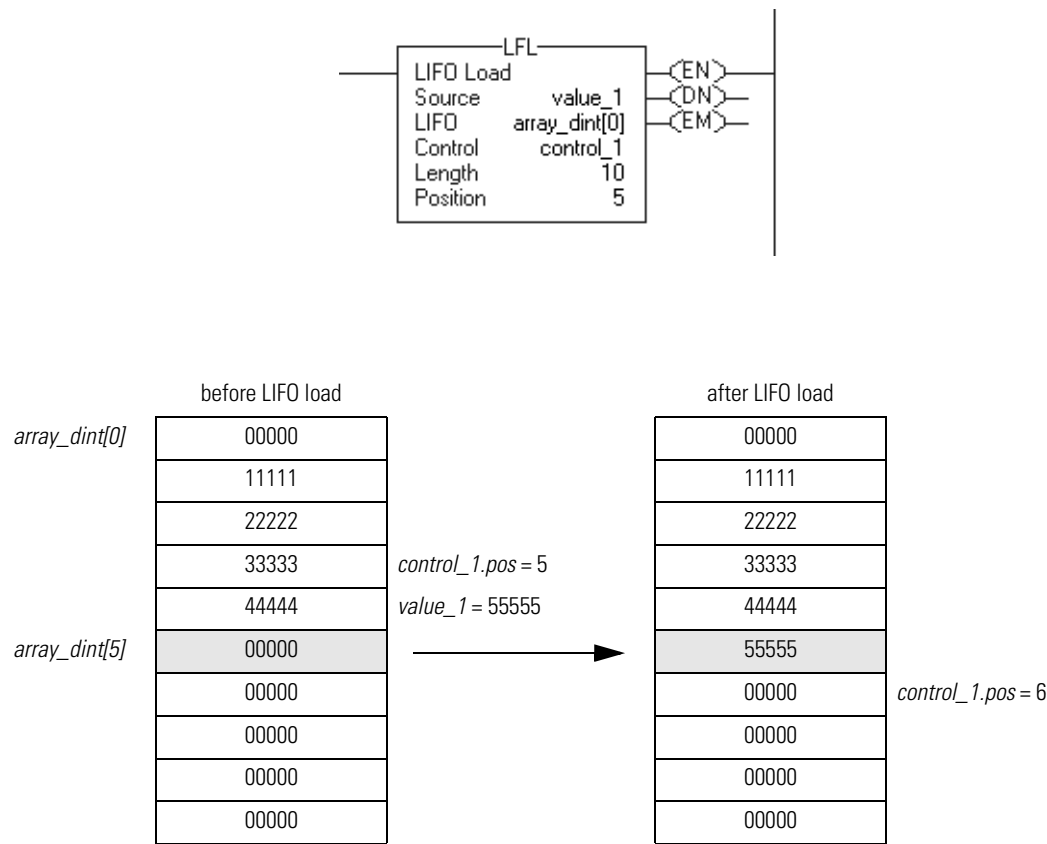 LFL
LIFO Load
EN
Source value_1
DN
LIFO array_dint[0]
EM
Control control_1
Length 10
Position 5
before LIFO load after LIFO load
array_dint[0] 00000 00000
11111 11111
22222 22222
33333 control_1.pos = 5 33333
44444 value_1 = 55555 44444
array_dint[5] 00000 55555
00000 00000 control_1.pos = 6
00000 00000
00000 00000
00000 00000